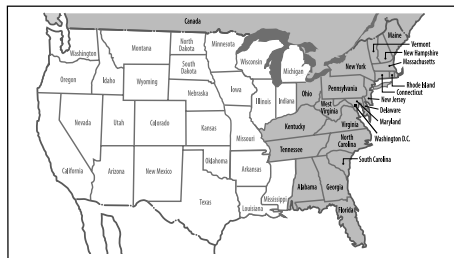 Canada
Washington
Montana
North
Dakota
Minnesota
Maine
Vermont
New Hampshire
Massachusetts
Oregon
Idaho
Wyoming
South
Dakota
Wisconsin
Michigan
New York
Rhode Island
Connecticut
Nebraska
Iowa
Illinois
Indiana
Ohio
Pennsylvania
New Jersey
Delaware
Maryland
Washington D.C.
Nevada
Utah
Colorado
Kansas
Missouri
West
Virginia
Virginia
Kentucky
North
Carolina
Tennessee
South Carolina
California
Arizona
New Mexico
Oklahoma
Arkansas
Texas
Louisiana
Mississippi
Alabama
Georgia
Florida